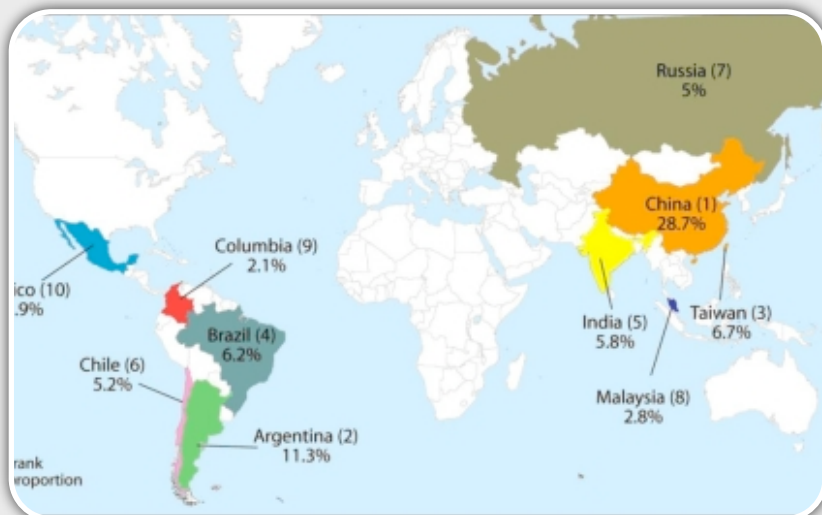 Russia (7)
5%
China (1)
28.7%
Columbia (9)
2.1%
ico (10)
.9%
India (5)
5.8%
Taiwan (3)
6.7%
Brazil (4)
6.2%
Chile (6)
5.2%
Malaysia (8)
2.8%
Argentina (2)
11.3%
rank
proportion